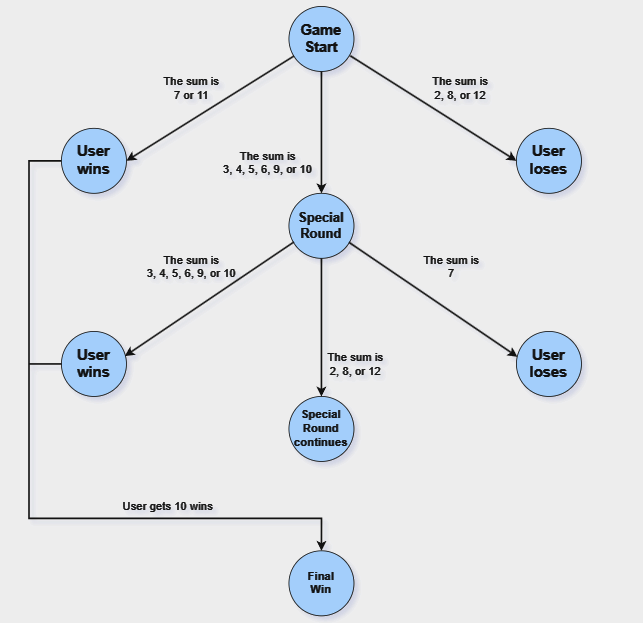 Game
Start
The sum is
7 or 11
The sum is
2, 8, or 12
The sum is
3, 4, 5, 6, 9, or 10
User
wins
User
loses
Special
Round
The sum is
3, 4, 5, 6, 9, or 10
The sum is
7
The sum is
2, 8, or 12
User
wins
User
loses
Special
Round
continues
User gets 10 wins
Final
Win